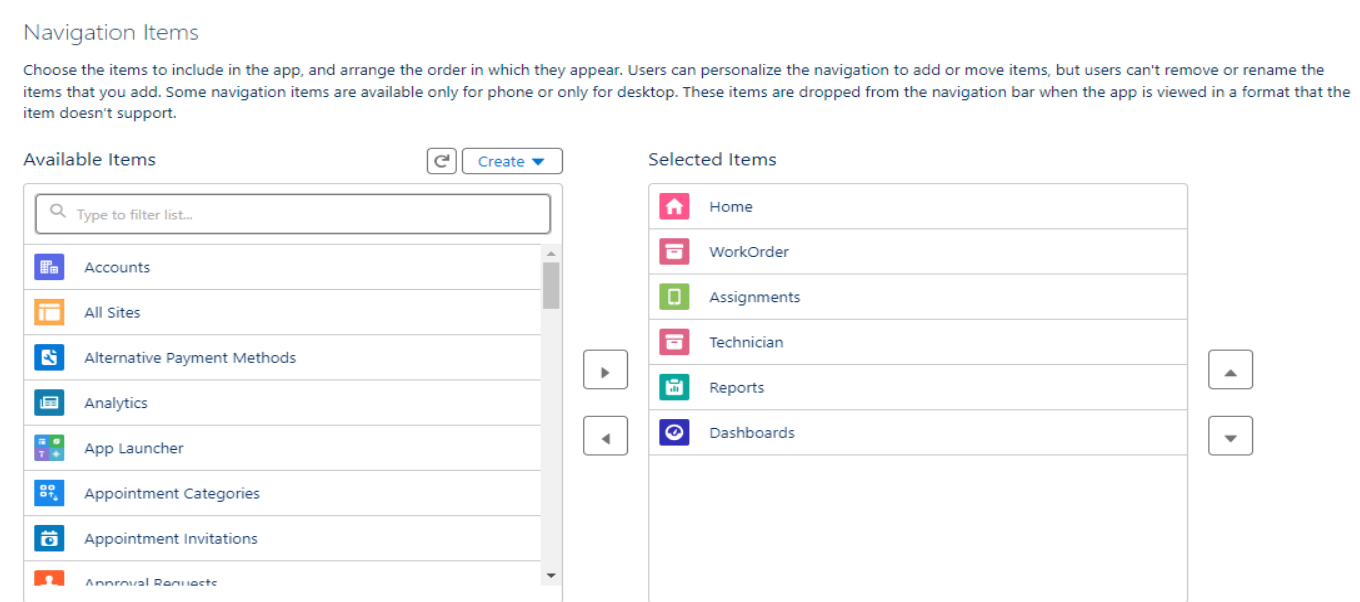 Navigation Items
Choose the items to include in the app, and arrange the order in which they appear. Users can personalize the navigation to add or move items, but users can't remove or rename the
items that you add. Some navigation items are available only for phone or only for desktop. These items are dropped from the navigation bar when the app is viewed in a format that the
item doesn't support.
Available Items
Create
Type to filter list...
Accounts
All Sites
Alternative Payment Methods
Analytics
App Launcher
Appointment Categories
Appointment Invitations
Approval Requests
Selected Items
Home
WorkOrder
Assignments
Technician
Reports
Dashboards